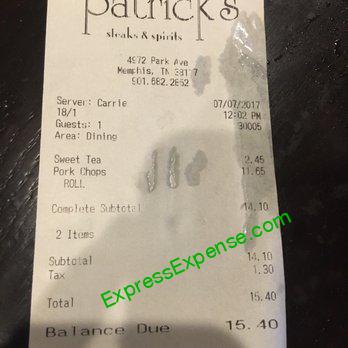 patrick's
steaks & spirits
4972 Park Ave
Memphis, TN 38117
901.682.2852
Server: Carrie 07/07/2017
18/1 12:02 PM
Guests: 1 30005
Area: Dining
Sweet Tea 2.45
Pork Chops 11.65
ROLL
Complete Subtotal 14.10
2 Items
Subtotal 14.10
Tax 1.30
Total 15.40
Balance Due 15.40
ExpressExpense.com